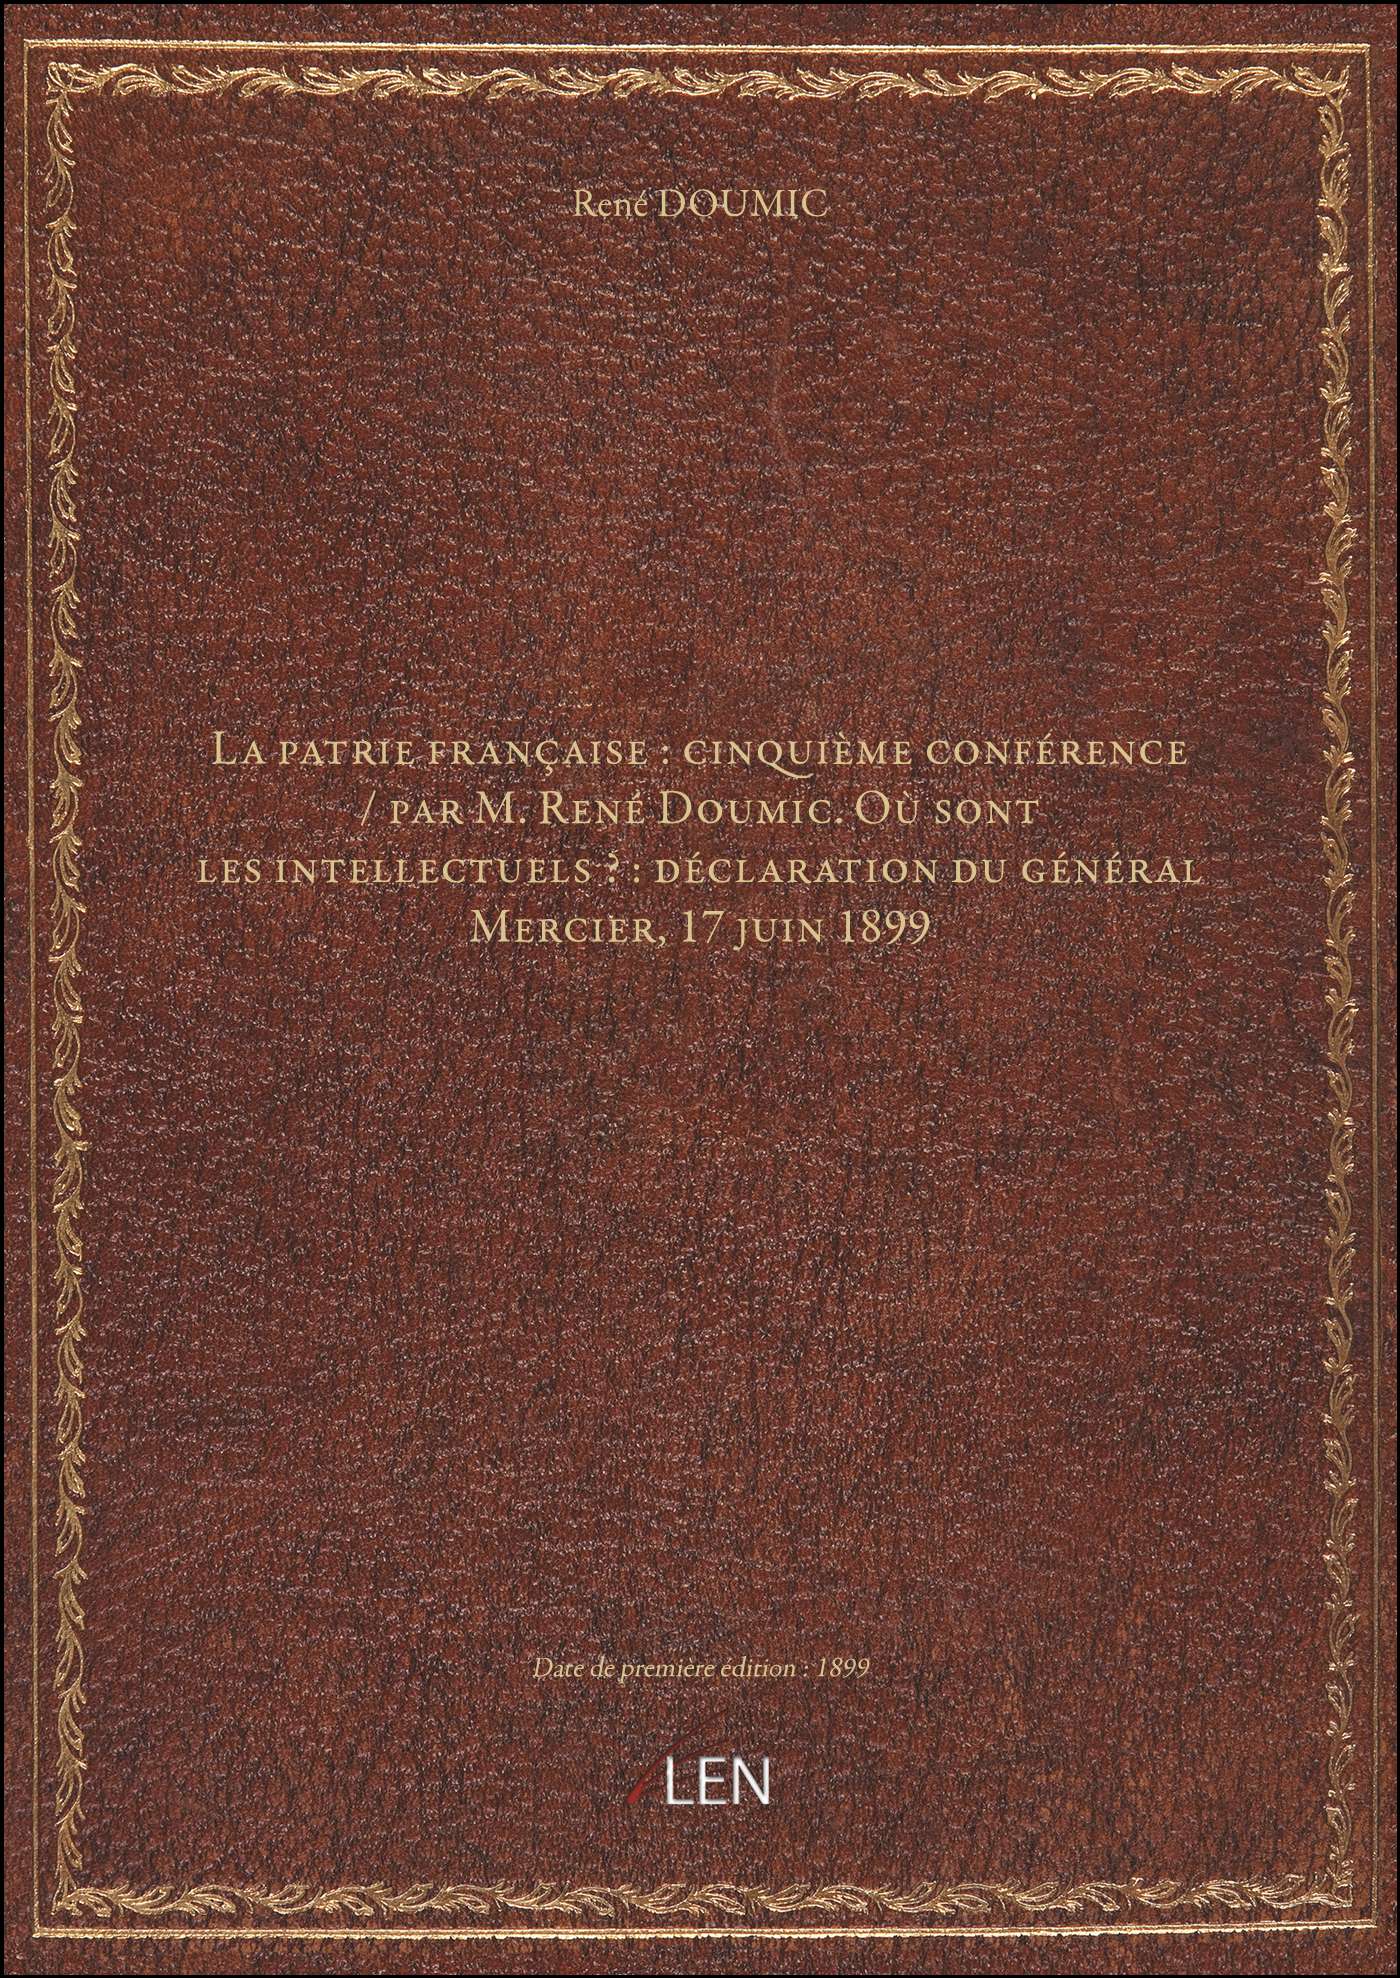 René DOUMIC
La patrie française : cinquième conférence
/ par M. René Doumic. Où sont
les intellectuels ? : déclaration du général
Mercier, 17 juin 1899
Date de première édition : 1899
LEN